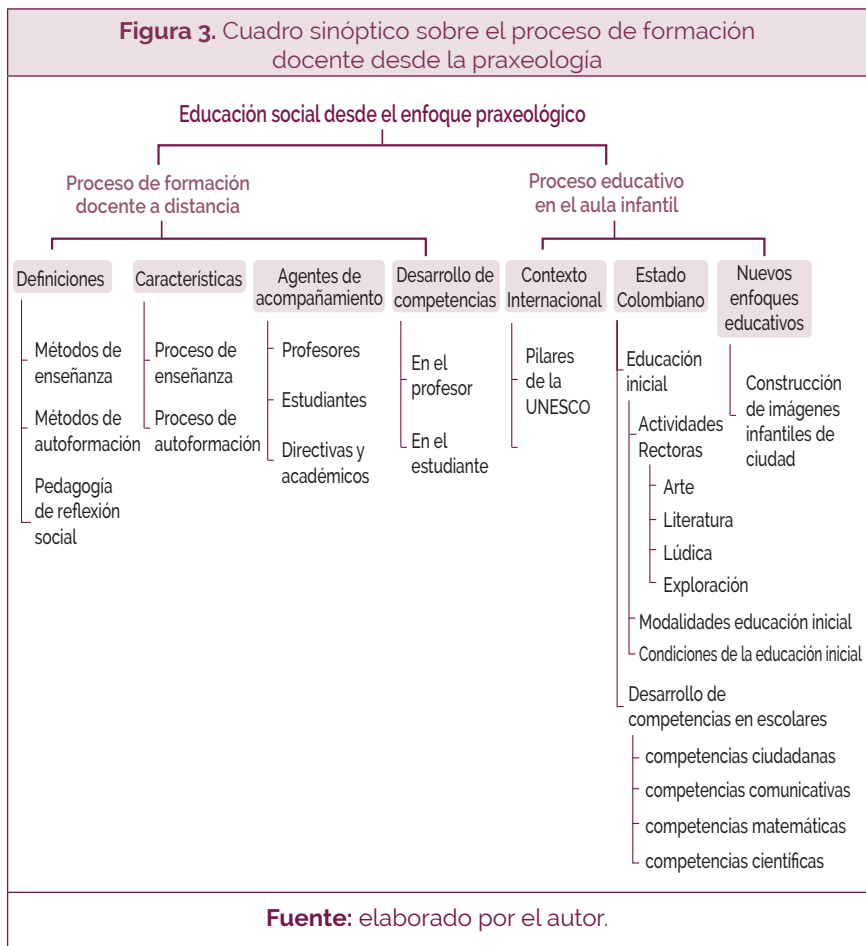 Figura 3. Cuadro sinóptico sobre el proceso de formación
docente desde la praxeología
Educación social desde el enfoque praxeológico
Proceso de formación
docente a distancia
Proceso educativo
en el aula infantil
Definiciones
Característicás
Agentes de
acompañamiento
Desarrollo de
competencias
Contexto
Internacional
Estado
Colombiano
Nuevos
enfoques
educativos
Métodos de
enseñanza
Métodos de
autoformación
Pedagogía
de reflexión
social
Proceso de
enseñanza
Proceso de
autoformación
Profesores
Estudiantes
Directivas y
académicos
En el
profesor
En el
estudiante
Pilares
de la
UNESCO
Educación
inicial
Actividades
Rectoras
Arte
Literatura
Lúdica
Exploración
Modalidades educación inicial
Condiciones de la educación inicial
Desarrollo de
competencias en escolares
competencias ciudadanas
competencias comunicativas
competencias matemáticas
competencias científicas
Construcción
de imágenes
infantiles de
ciudad
Fuente: elaborado por el autor.